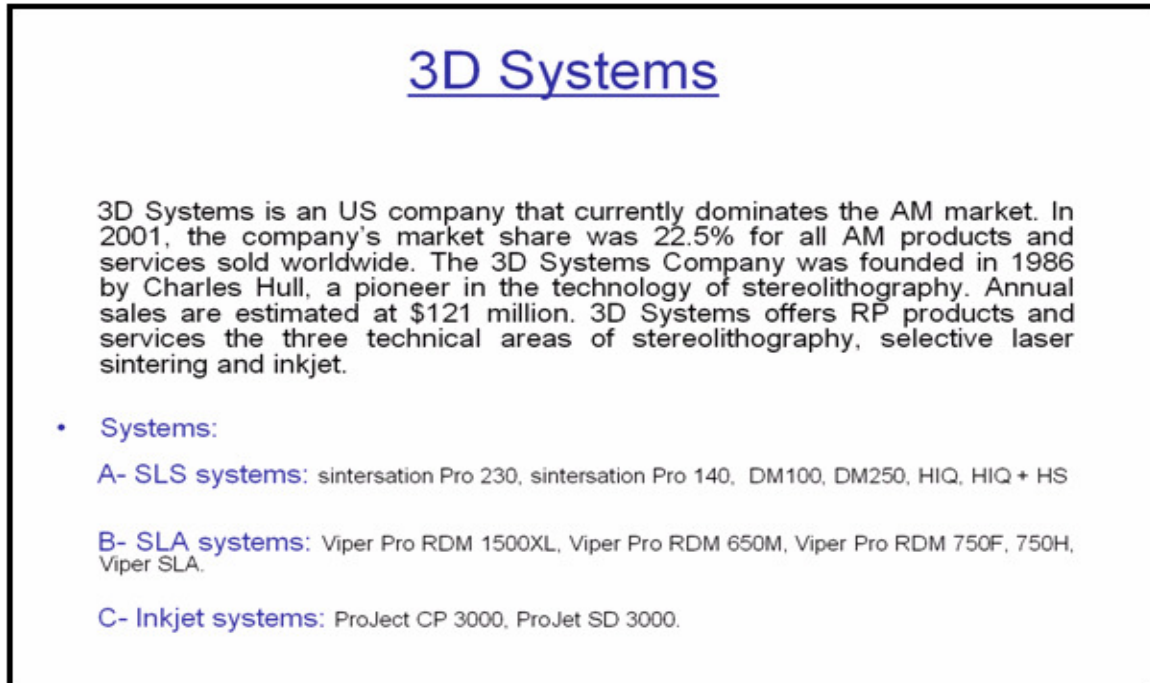 3D Systems
3D Systems is an US company that currently dominates the AM market. In
2001, the company's market share was 22.5% for all AM products and
services sold worldwide. The 3D Systems Company was founded in 1986
by Charles Hull, a pioneer in the technology of stereolithography. Annual
sales are estimated at $121 million. 3D Systems offers RP products and
services the three technical areas of stereolithography, selective laser
sintering and inkjet.
• Systems:
A- SLS systems: sintersation Pro 230, sintersation Pro 140, DM100, DM250, HIQ, HIQ + HS
B- SLA systems: Viper Pro RDM 1500XL, Viper Pro RDM 650M, Viper Pro RDM 750F, 750H,
Viper SLA.
C- Inkjet systems: ProJect CP 3000, ProJet SD 3000.